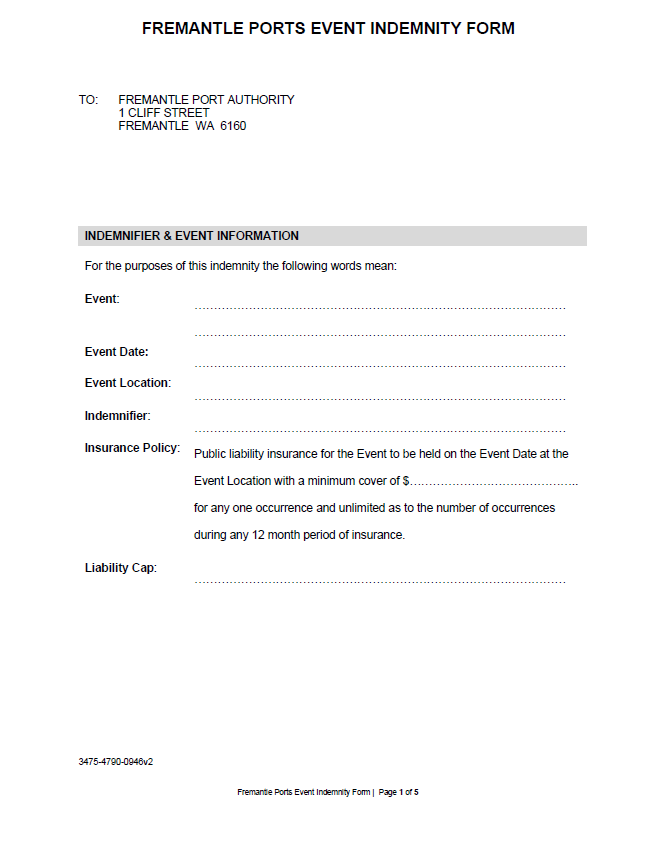 FREMANTLE PORTS EVENT INDEMNITY FORM
TO: FREMANTLE PORT AUTHORITY
1 CLIFF STREET
FREMANTLE WA 6160
INDEMNIFIER & EVENT INFORMATION
For the purposes of this indemnity the following words mean:
Event: ……………………………………………………………………………………
……………………………………………………………………………………
Event Date: ……………………………………………………………………………………
Event Location: ……………………………………………………………………………………
Indemnifier: ……………………………………………………………………………………
Insurance Policy: Public liability insurance for the Event to be held on the Event Date at the
Event Location with a minimum cover of $……………………………………..
for any one occurrence and unlimited as to the number of occurrences
during any 12 month period of insurance.
Liability Cap: ……………………………………………………………………………………
3475-4790-0946v2
Fremantle Ports Event Indemnity Form | Page 1 of 5